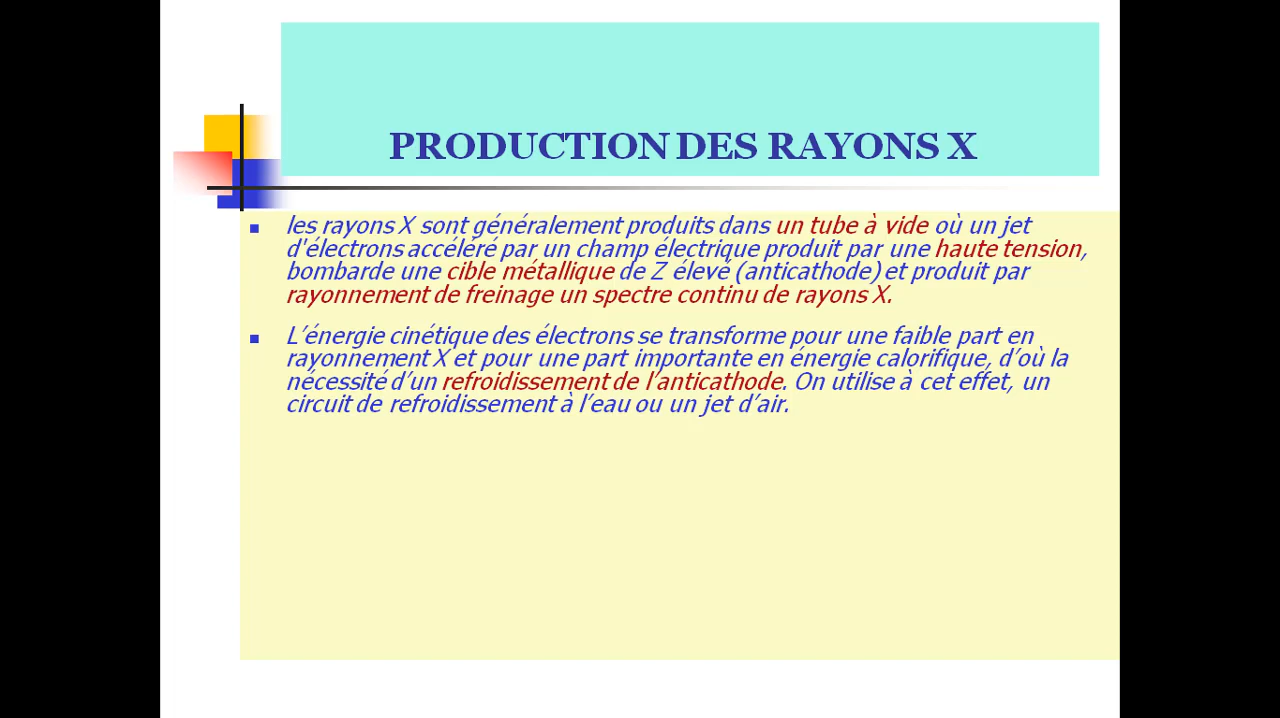 PRODUCTION DES RAYONS X
les rayons X sont généralement produits dans un tube à vide où un jet
d'électrons accéléré par un champ électrique produit par une haute tension,
bombarde une cible métallique de Z élevé (anticathode) et produit par
rayonnement de freinage un spectre continu de rayons X.
L’énergie cinétique des électrons se transforme pour une faible part en
rayonnement X et pour une part importante en énergie calorifique, d’où la
nécessité d’un refroidissement de l’anticathode. On utilise à cet effet, un
circuit de refroidissement à l’eau ou un jet d’air.